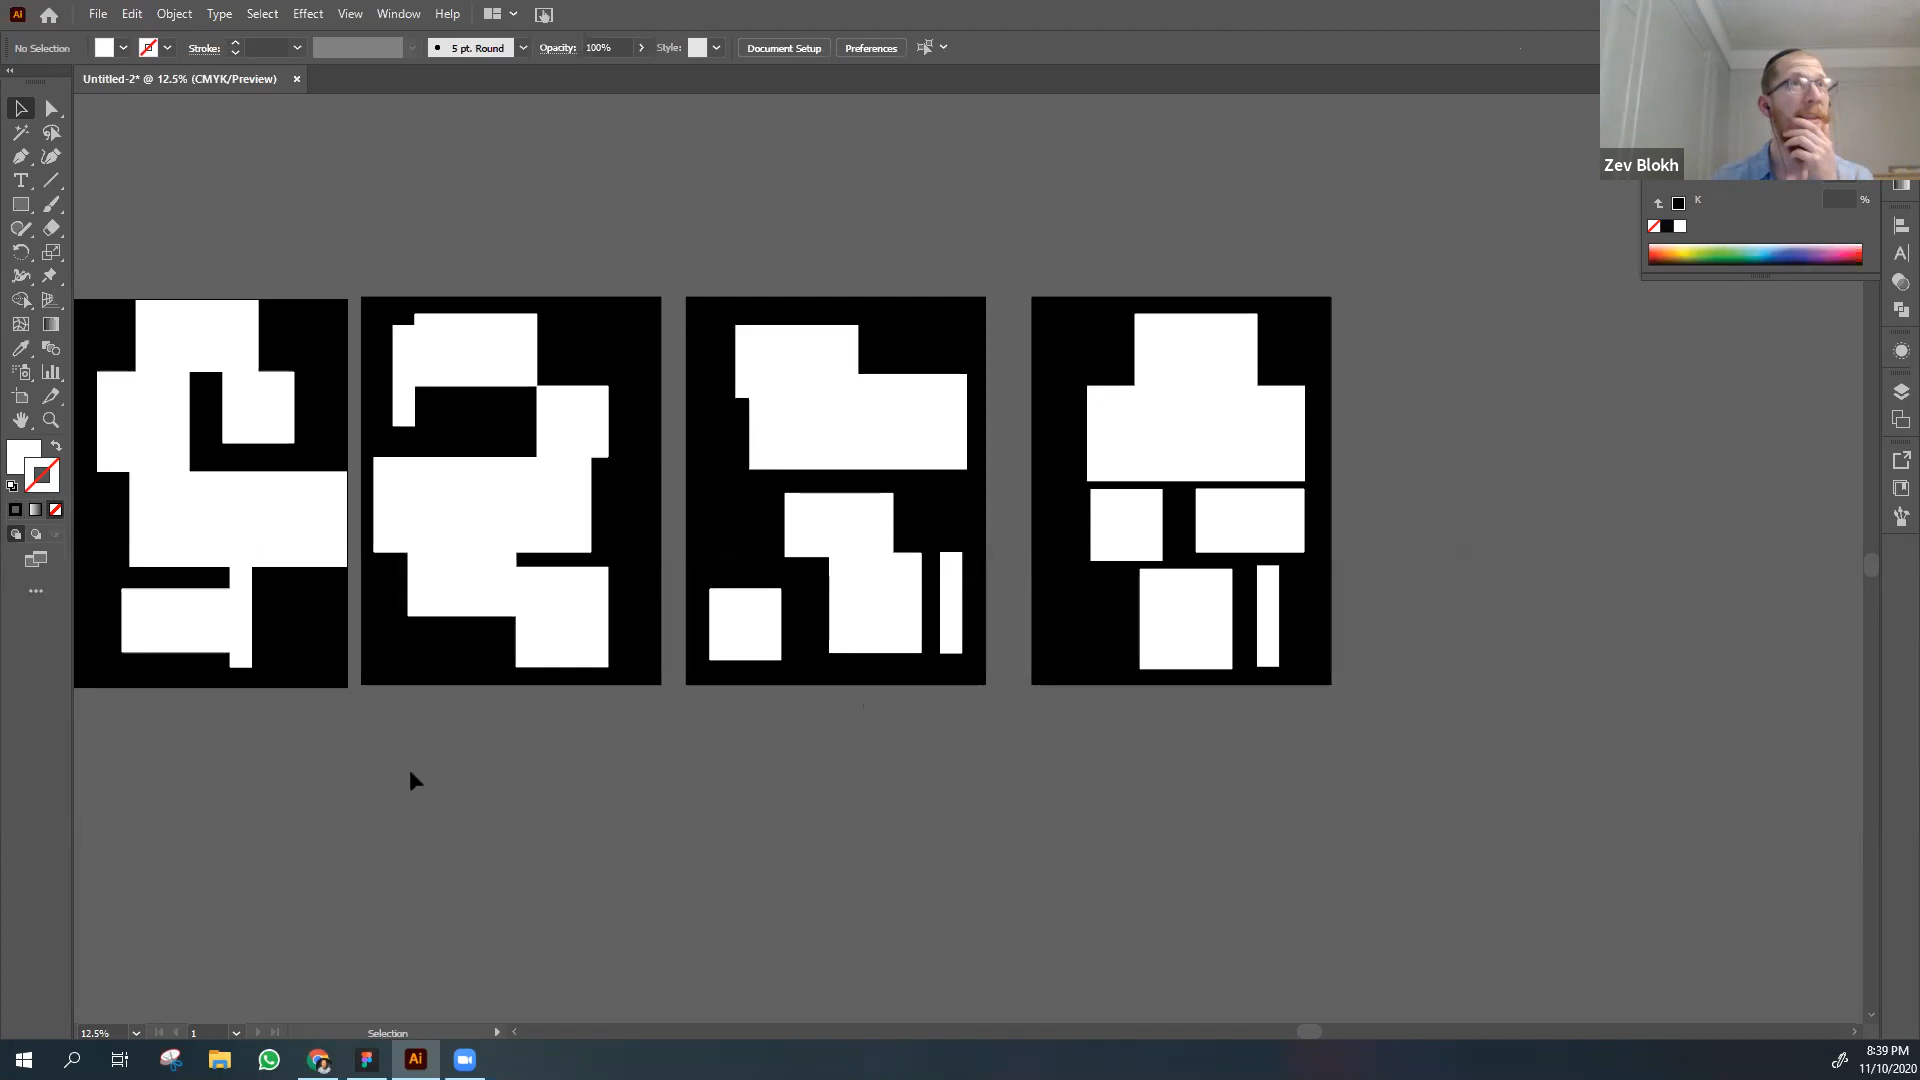 Ai File Edit Object Type Select Effect View Window Help
No Selection Stroke: 5 pt. Round Opacity: 100% Style: Document Setup Preferences
Untitled-2* @ 12.5% (CMYK/Preview) ×
Zev Blokh
K %
12.5% 1 Selection
Ai
8:39 PM
11/10/2020